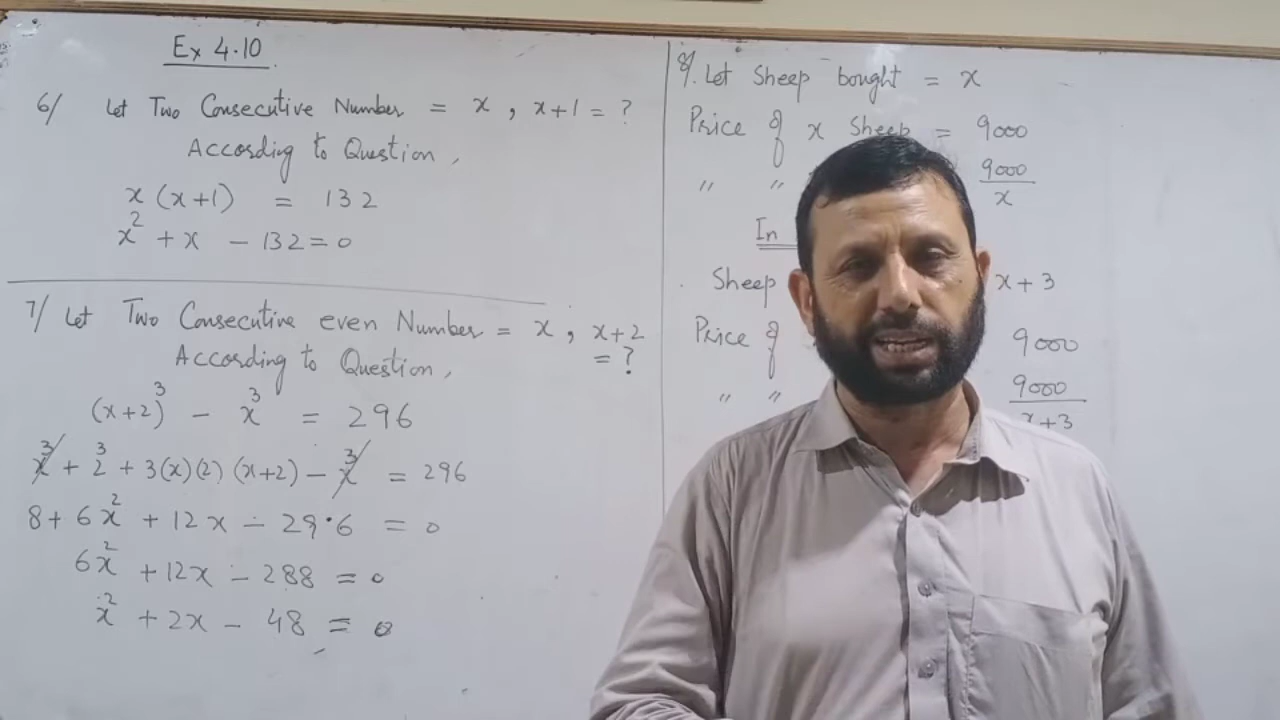 Ex 4.10
6/ Let Two Consecutive Number = x , x+1 = ?
According to Question ,
x (x+1) = 132
x² + x - 132 = 0
7/ Let Two Consecutive even Number = x , x+2
= ?
According to Question ,
(x+2)³ - x³ = 296
x³ + 2³ + 3(x)(2) (x+2) - x³ = 296
8 + 6x² + 12x - 296 = 0
6x² + 12x - 288 = 0
x² + 2x - 48 = 0
8/. Let Sheep bought = x
Price of x Sheep = 9000
" " 9000/x
In
Sheep x+3
Price of 9000
" " 9000/x+3